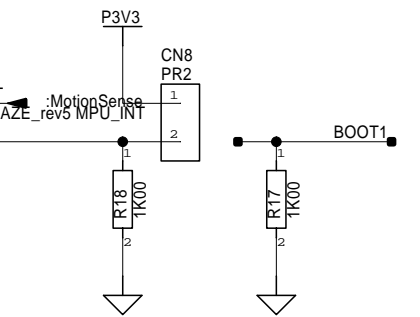 P3V3
CN8
PR2
1
:MotionSense
AZE_rev5 MPU_INT
2
BOOT1
1
1
R18
1K00
R17
1K00
2
2